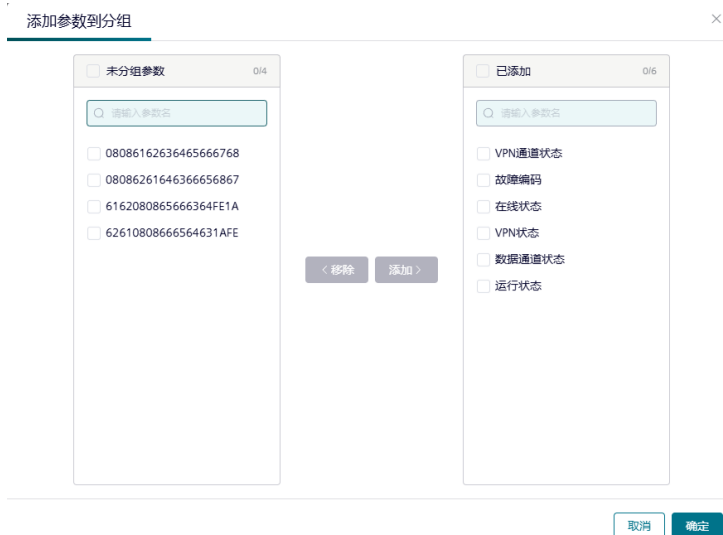 添加参数到分组
未分组参数 0/4
请输入参数名
08086162636465666768
08086261646366656867
6162080865666364FE1A
62610808666564631AFE
< 移除 添加 >
已添加 0/6
请输入参数名
VPN通道状态
故障编码
在线状态
VPN状态
数据通道状态
运行状态
取消 确定